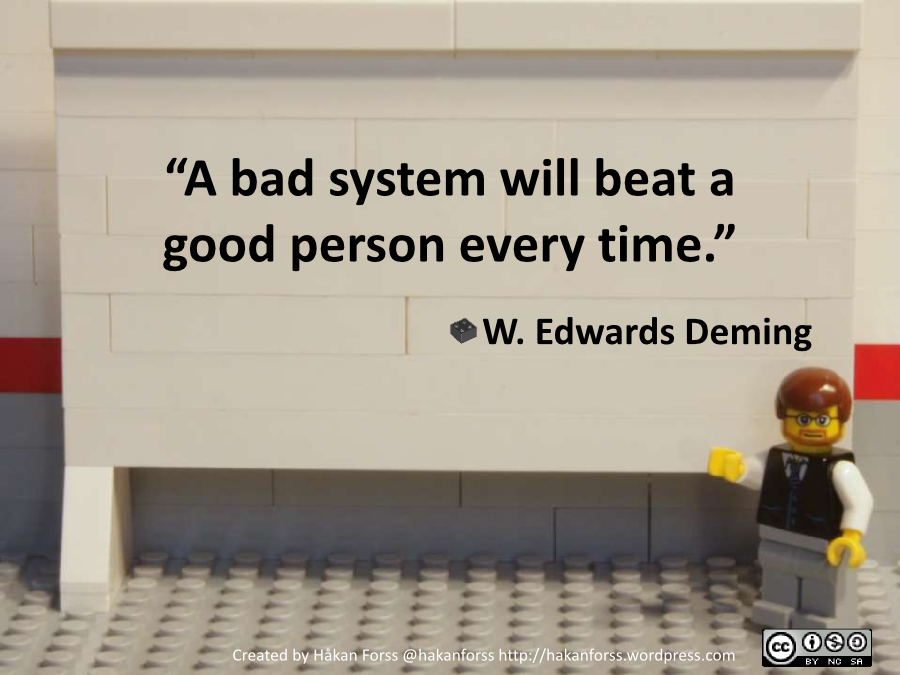 “A bad system will beat a
good person every time.”
W. Edwards Deming
Created by Håkan Forss @hakanforss http://hakanforss.wordpress.com
cc
BY NC SA